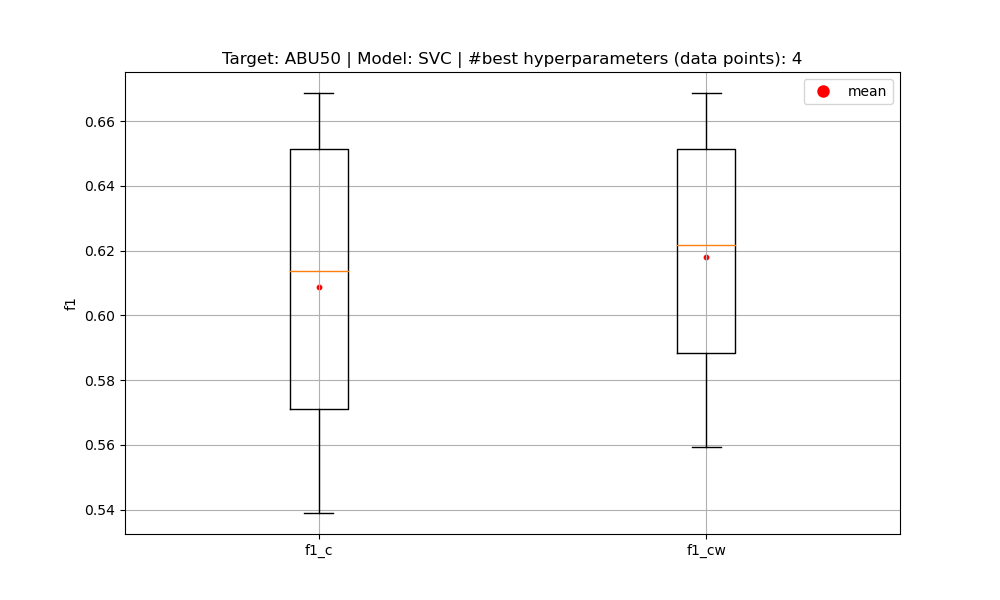 Target: ABU50 | Model: SVC | #best hyperparameters (data points): 4
mean
0.66
0.64
0.62
0.60
0.58
0.56
0.54
f1
f1_c
f1_cw